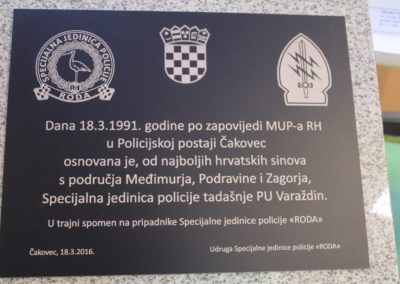 SPECIJALNA JEDINICA POLICIJE
RODA
Dana 18.3.1991. godine po zapovijedi MUP-a RH
u Policijskoj postaji Čakovec
osnovana je, od najboljih hrvatskih sinova
s područja Međimurja, Podravine i Zagorja,
Specijalna jedinica policije tadašnje PU Varaždin.
U trajni spomen na pripadnike Specijalne jedinice policije «RODA»
Čakovec, 18.3.2016.
Udruga Specijalne jedinice policije «RODA»